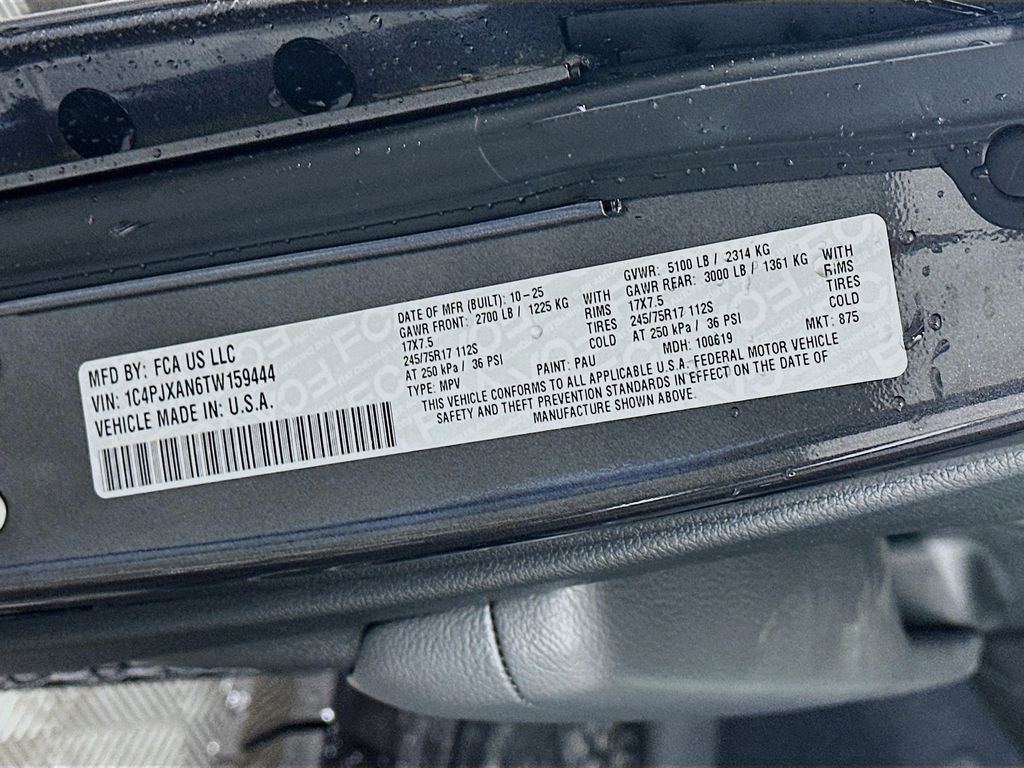 MFD BY: FCA US LLC
VIN: 1C4PJXAN6TW159444
VEHICLE MADE IN: U.S.A.
DATE OF MFR (BUILT): 10-25
GAWR FRONT: 2700 LB / 1225 KG WITH
17X7.5 RIMS
245/75R17 112S TIRES
AT 250 kPa / 36 PSI COLD
TYPE: MPV PAINT: PAU
GVWR: 5100 LB / 2314 KG
GAWR REAR: 3000 LB / 1361 KG WITH
17X7.5 RIMS
245/75R17 112S TIRES
AT 250 kPa / 36 PSI COLD
MDH: 100619 MKT: 875
THIS VEHICLE CONFORMS TO ALL APPLICABLE U.S.A. FEDERAL MOTOR VEHICLE
SAFETY AND THEFT PREVENTION STANDARDS IN EFFECT ON THE DATE OF
MANUFACTURE SHOWN ABOVE.